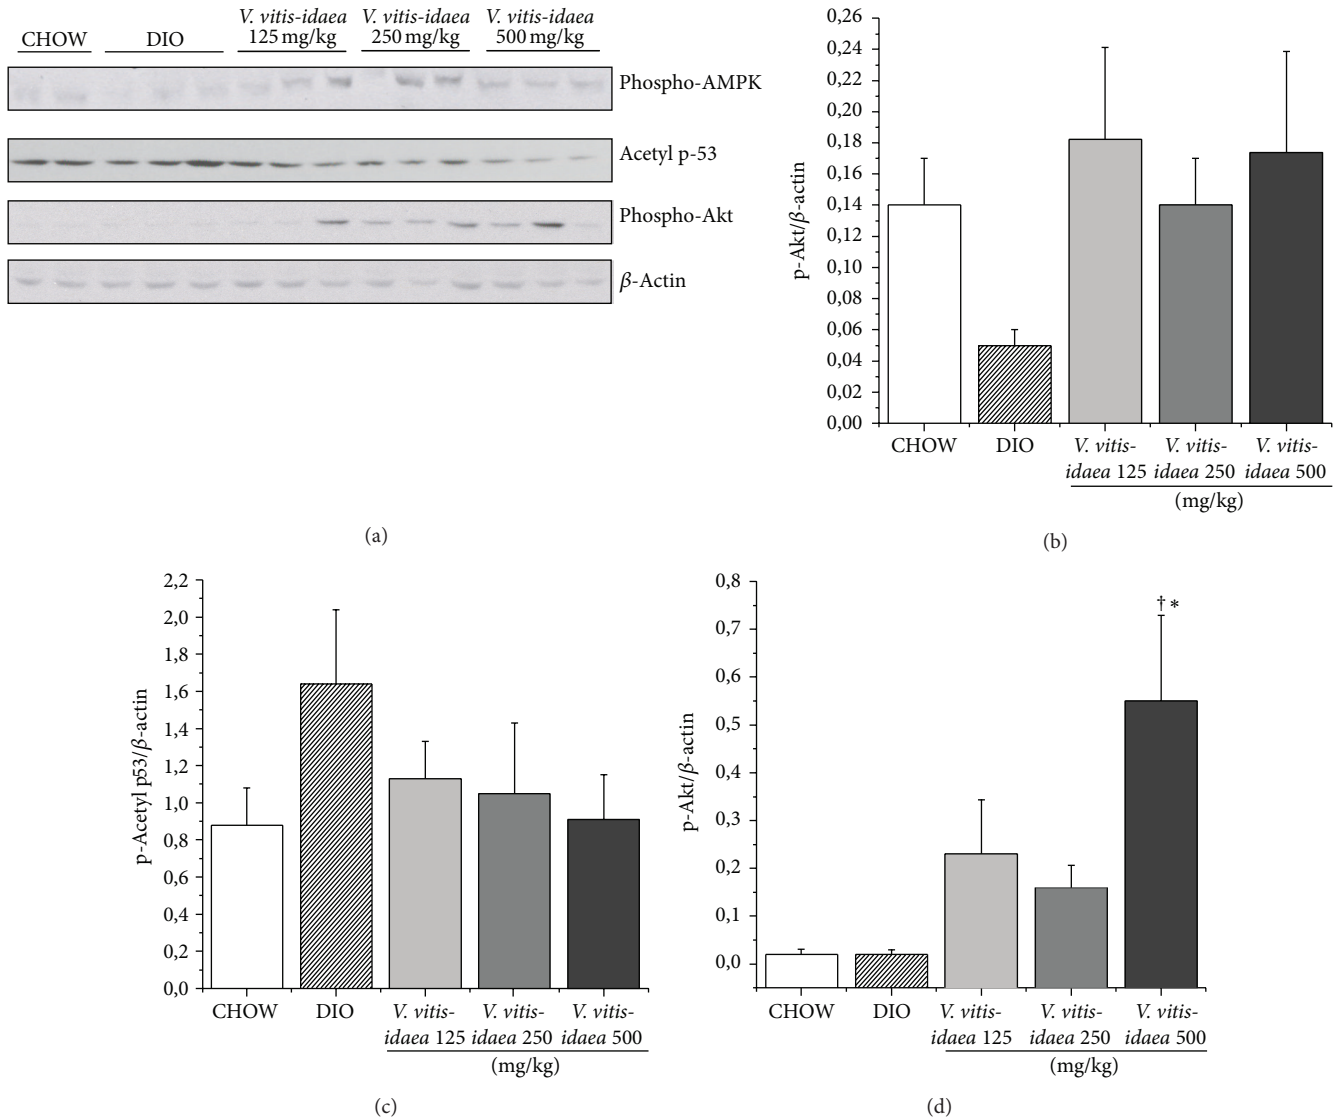 V. vitis-idaea V. vitis-idaea V. vitis-idaea
CHOW DIO 125 mg/kg 250 mg/kg 500 mg/kg
Phospho-AMPK
Acetyl p-53
Phospho-Akt
β-Actin
(a)
0,26
0,24
0,22
0,20
0,18
0,16
0,14
0,12
0,10
0,08
0,06
0,04
0,02
0,00
p-Akt/β-actin
CHOW DIO V. vitis- V. vitis- V. vitis-
idaea 125 idaea 250 idaea 500
(mg/kg)
(b)
2,2
2,0
1,8
1,6
1,4
1,2
1,0
0,8
0,6
0,4
0,2
0,0
p-Acetyl p53/β-actin
CHOW DIO V. vitis- V. vitis- V. vitis-
idaea 125 idaea 250 idaea 500
(mg/kg)
(c)
0,8
0,7
0,6
0,5
0,4
0,3
0,2
0,1
0,0
p-Akt/β-actin
† *
CHOW DIO V. vitis- V. vitis- V. vitis-
idaea 125 idaea 250 idaea 500
(mg/kg)
(d)